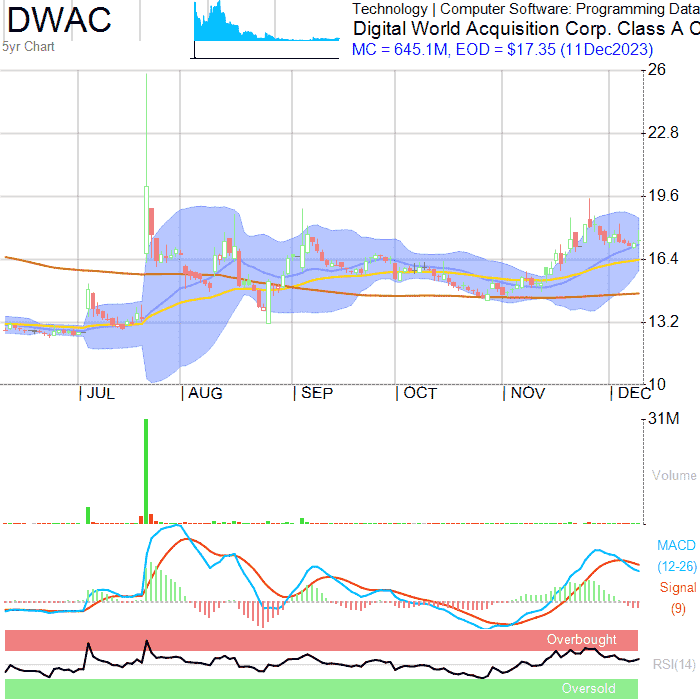 DWAC
5yr Chart
Technology | Computer Software: Programming Data
Digital World Acquisition Corp. Class A C
MC = 645.1M, EOD = $17.35 (11Dec2023)
26
22.8
19.6
16.4
13.2
10
JUL AUG SEP OCT NOV DEC
31M
Volume
MACD
(12-26)
Signal
(9)
Overbought
RSI(14)
Oversold